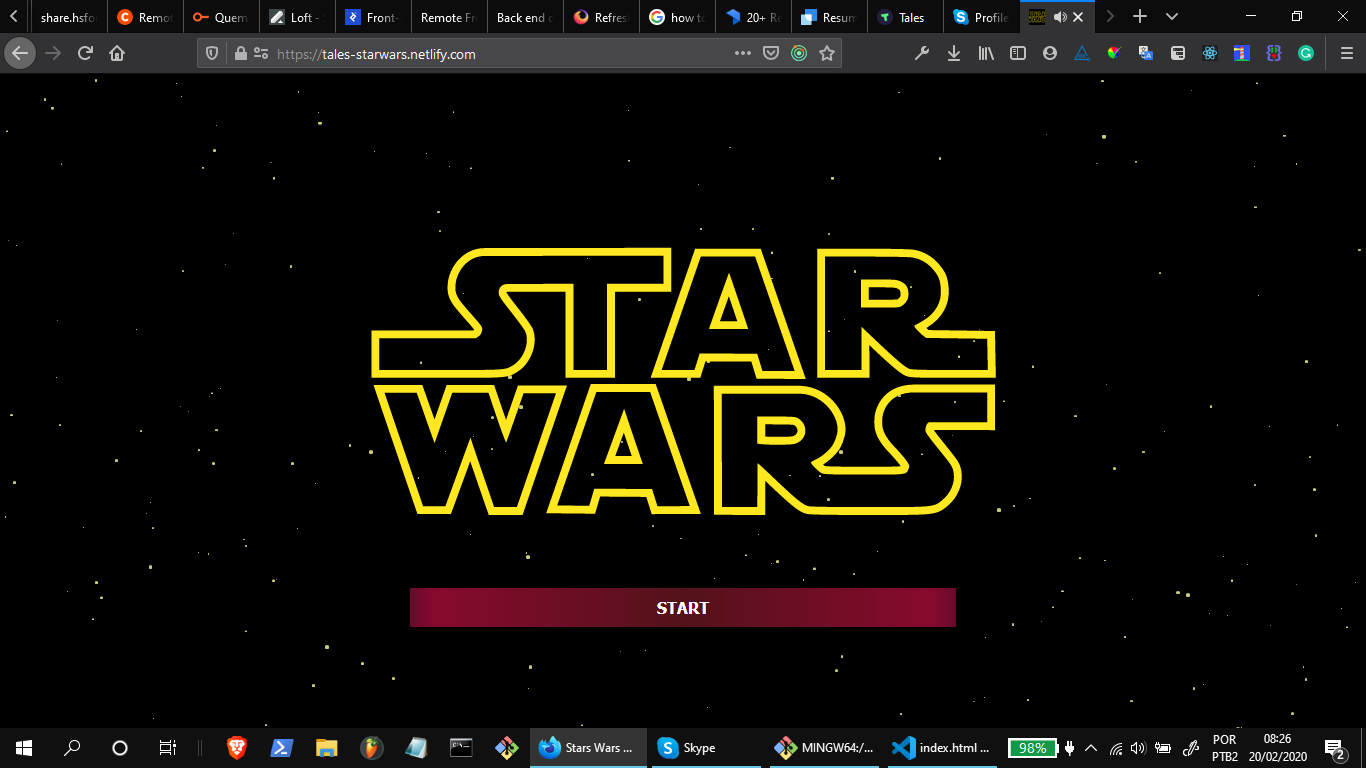 share.hsfor
Remot
Quem
Loft -
Front-
Remote Fr
Back end d
Refres
how to
20+ Re
Resum
Tales
Profile
https://tales-starwars.netlify.com
STAR
WARS
START
Stars Wars ...
Skype
MINGW64:/...
index.html ...
98%
POR
PTB2
08:26
20/02/2020
2